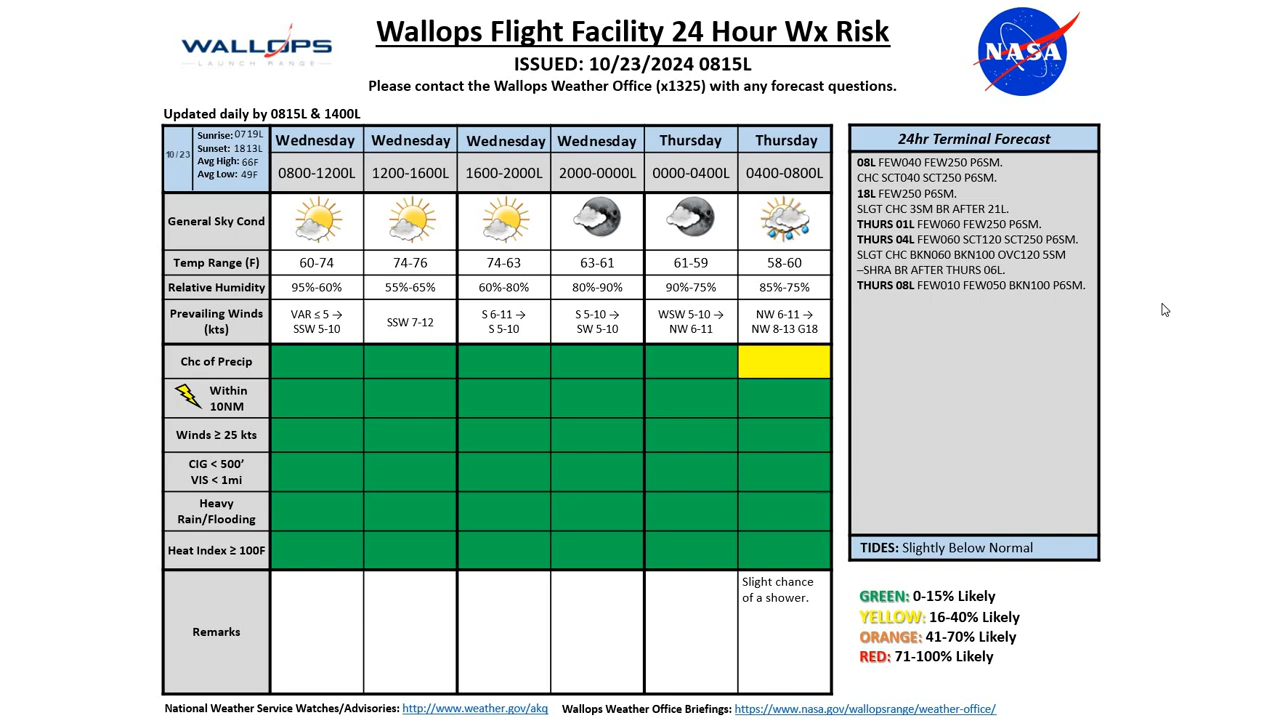 Wallops Flight Facility 24 Hour Wx Risk
WALLOPS
LAUNCH RANGE
NASA
ISSUED: 10/23/2024 0815L
Please contact the Wallops Weather Office (x1325) with any forecast questions.
Updated daily by 0815L & 1400L
10/23
Sunrise: 0719L
Sunset: 1813L
Avg High: 66F
Avg Low: 49F
Wednesday Wednesday Wednesday Wednesday Thursday Thursday
0800-1200L 1200-1600L 1600-2000L 2000-0000L 0000-0400L 0400-0800L
General Sky Cond
Temp Range (F) 60-74 74-76 74-63 63-61 61-59 58-60
Relative Humidity 95%-60% 55%-65% 60%-80% 80%-90% 90%-75% 85%-75%
Prevailing Winds
(kts)
VAR ≤ 5 →
SSW 5-10
SSW 7-12
S 6-11 →
S 5-10
S 5-10 →
SW 5-10
WSW 5-10 →
NW 6-11
NW 6-11 →
NW 8-13 G18
Chc of Precip
Within
10NM
Winds ≥ 25 kts
CIG < 500’
VIS < 1mi
Heavy
Rain/Flooding
Heat Index ≥ 100F
Remarks
Slight chance
of a shower.
24hr Terminal Forecast
08L FEW040 FEW250 P6SM.
CHC SCT040 SCT250 P6SM.
18L FEW250 P6SM.
SLGT CHC 3SM BR AFTER 21L.
THURS 01L FEW060 FEW250 P6SM.
THURS 04L FEW060 SCT120 SCT250 P6SM.
SLGT CHC BKN060 BKN100 OVC120 5SM
–SHRA BR AFTER THURS 06L.
THURS 08L FEW010 FEW050 BKN100 P6SM.
TIDES: Slightly Below Normal
GREEN: 0-15% Likely
YELLOW: 16-40% Likely
ORANGE: 41-70% Likely
RED: 71-100% Likely
National Weather Service Watches/Advisories: http://www.weather.gov/akq Wallops Weather Office Briefings: https://www.nasa.gov/wallopsrange/weather-office/